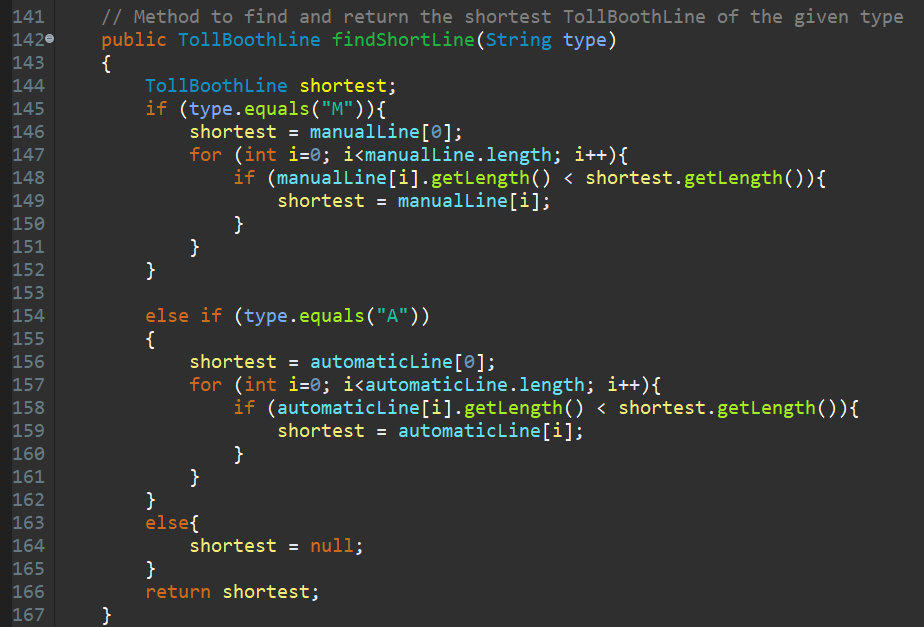 141 // Method to find and return the shortest TollBoothLine of the given type
142 public TollBoothLine findShortLine(String type)
143 {
144 TollBoothLine shortest;
145 if (type.equals("M")){
146 shortest = manualLine[0];
147 for (int i=0; i<manualLine.length; i++){
148 if (manualLine[i].getLength() < shortest.getLength()){
149 shortest = manualLine[i];
150 }
151 }
152 }
153
154 else if (type.equals("A"))
155 {
156 shortest = automaticLine[0];
157 for (int i=0; i<automaticLine.length; i++){
158 if (automaticLine[i].getLength() < shortest.getLength()){
159 shortest = automaticLine[i];
160 }
161 }
162 }
163 else{
164 shortest = null;
165 }
166 return shortest;
167 }